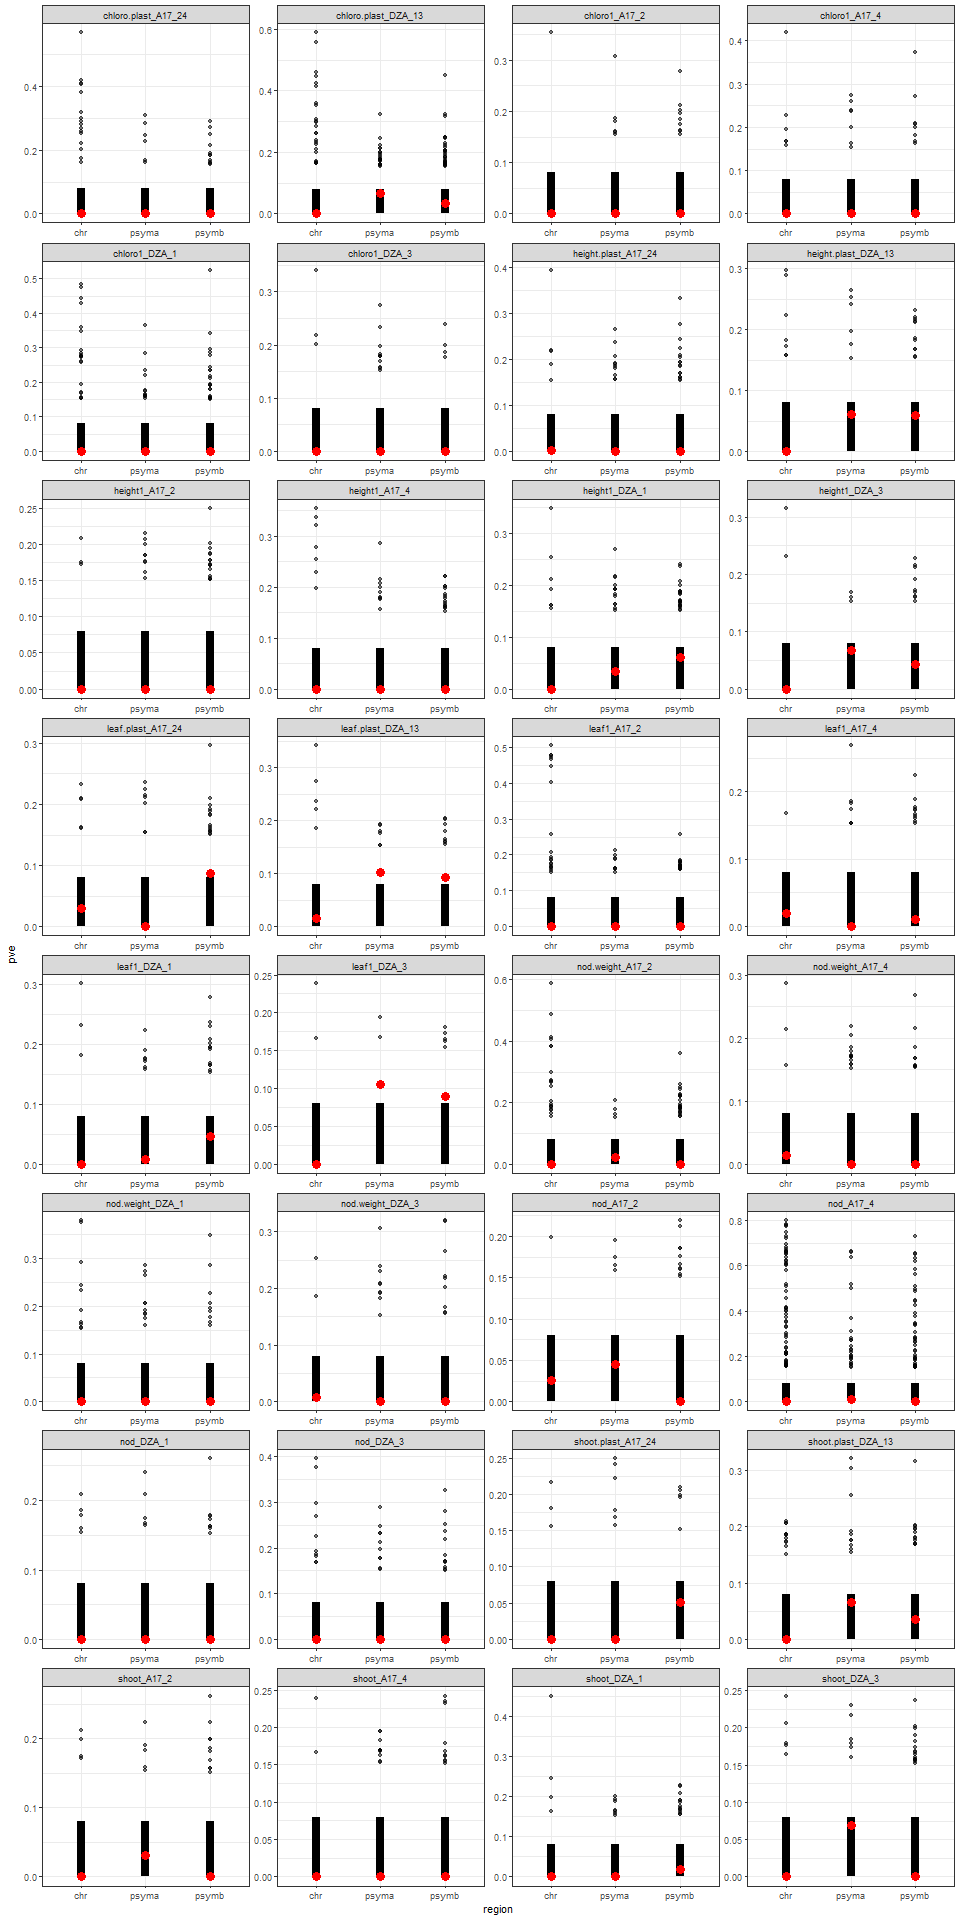 chloro.plast_A17_24 chloro.plast_DZA_13 chloro1_A17_2 chloro1_A17_4
0.4 0.2 0.0
0.6 0.4 0.2 0.0
0.3 0.2 0.1 0.0
0.4 0.3 0.2 0.1 0.0
chr psyma psymb chr psyma psymb chr psyma psymb chr psyma psymb
chloro1_DZA_1 chloro1_DZA_3 height.plast_A17_24 height.plast_DZA_13
0.5 0.4 0.3 0.2 0.1 0.0
0.3 0.2 0.1 0.0
0.4 0.3 0.2 0.1 0.0
0.3 0.2 0.1 0.0
chr psyma psymb chr psyma psymb chr psyma psymb chr psyma psymb
height1_A17_2 height1_A17_4 height1_DZA_1 height1_DZA_3
0.25 0.20 0.15 0.10 0.05 0.00
0.3 0.2 0.1 0.0
0.3 0.2 0.1 0.0
0.3 0.2 0.1 0.0
chr psyma psymb chr psyma psymb chr psyma psymb chr psyma psymb
leaf.plast_A17_24 leaf.plast_DZA_13 leaf1_A17_2 leaf1_A17_4
0.3 0.2 0.1 0.0
0.3 0.2 0.1 0.0
0.5 0.4 0.3 0.2 0.1 0.0
0.2 0.1 0.0
chr psyma psymb chr psyma psymb chr psyma psymb chr psyma psymb
pve
leaf1_DZA_1 leaf1_DZA_3 nod.weight_A17_2 nod.weight_A17_4
0.3 0.2 0.1 0.0
0.25 0.20 0.15 0.10 0.05 0.00
0.6 0.4 0.2 0.0
0.3 0.2 0.1 0.0
chr psyma psymb chr psyma psymb chr psyma psymb chr psyma psymb
nod.weight_DZA_1 nod.weight_DZA_3 nod_A17_2 nod_A17_4
0.3 0.2 0.1 0.0
0.3 0.2 0.1 0.0
0.20 0.15 0.10 0.05 0.00
0.8 0.6 0.4 0.2 0.0
chr psyma psymb chr psyma psymb chr psyma psymb chr psyma psymb
nod_DZA_1 nod_DZA_3 shoot.plast_A17_24 shoot.plast_DZA_13
0.2 0.1 0.0
0.4 0.3 0.2 0.1 0.0
0.25 0.20 0.15 0.10 0.05 0.00
0.3 0.2 0.1 0.0
chr psyma psymb chr psyma psymb chr psyma psymb chr psyma psymb
shoot_A17_2 shoot_A17_4 shoot_DZA_1 shoot_DZA_3
0.2 0.1 0.0
0.25 0.20 0.15 0.10 0.05 0.00
0.4 0.3 0.2 0.1 0.0
0.25 0.20 0.15 0.10 0.05 0.00
chr psyma psymb chr psyma psymb chr psyma psymb chr psyma psymb
region